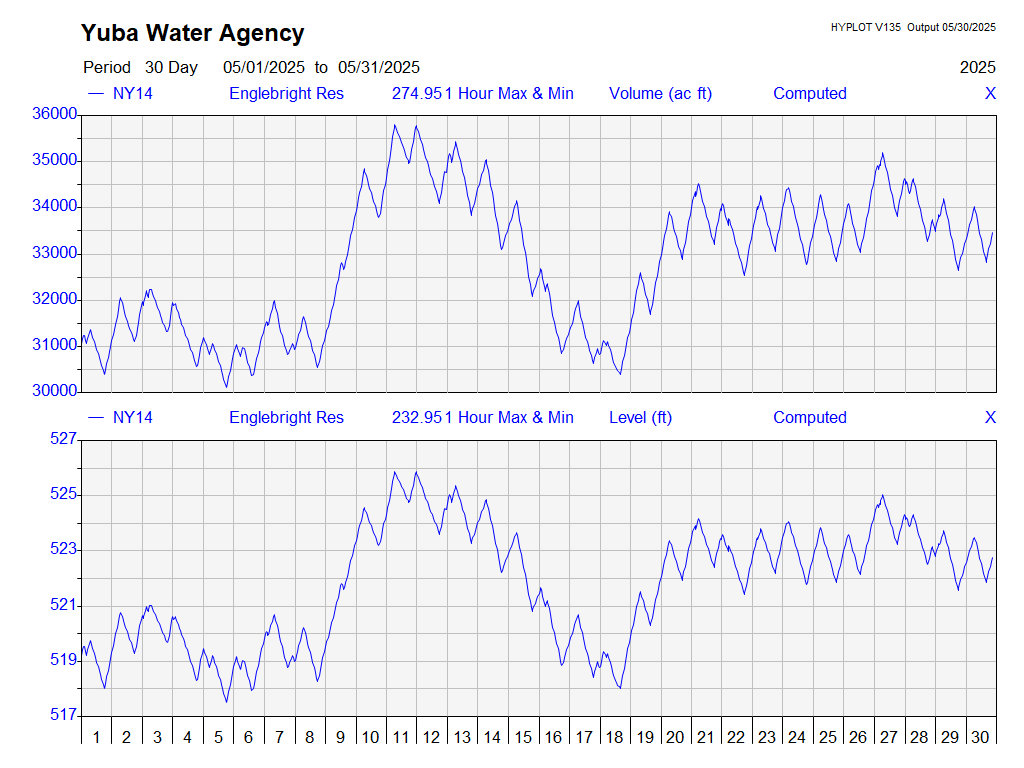 Yuba Water Agency
HYPLOT V135 Output 05/30/2025
Period 30 Day 05/01/2025 to 05/31/2025 2025
NY14 Englebright Res 274.951 Hour Max & Min Volume (ac ft) Computed X
36000
35000
34000
33000
32000
31000
30000
NY14 Englebright Res 232.951 Hour Max & Min Level (ft) Computed X
527
525
523
521
519
517
1 2 3 4 5 6 7 8 9 10 11 12 13 14 15 16 17 18 19 20 21 22 23 24 25 26 27 28 29 30